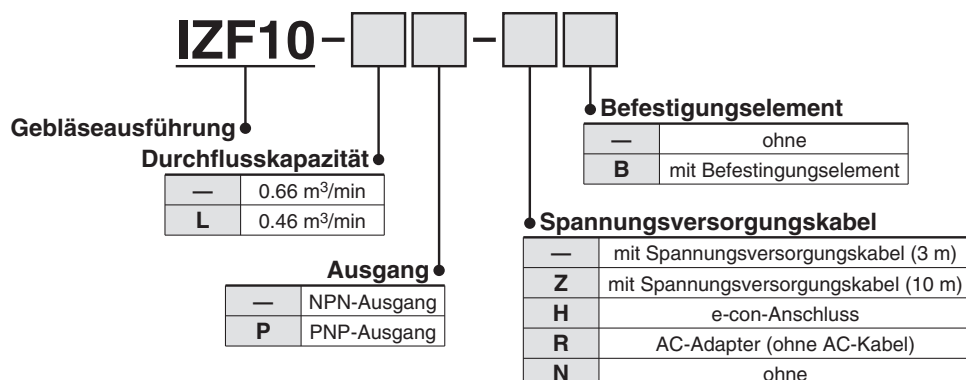 IZF10-□□-□□
Gebläseausführung
Durchflusskapazität
— 0.66 m³/min
L 0.46 m³/min
Ausgang
— NPN-Ausgang
P PNP-Ausgang
Befestigungselement
— ohne
B mit Befestingungselement
Spannungsversorgungskabel
— mit Spannungsversorgungskabel (3 m)
Z mit Spannungsversorgungskabel (10 m)
H e-con-Anschluss
R AC-Adapter (ohne AC-Kabel)
N ohne